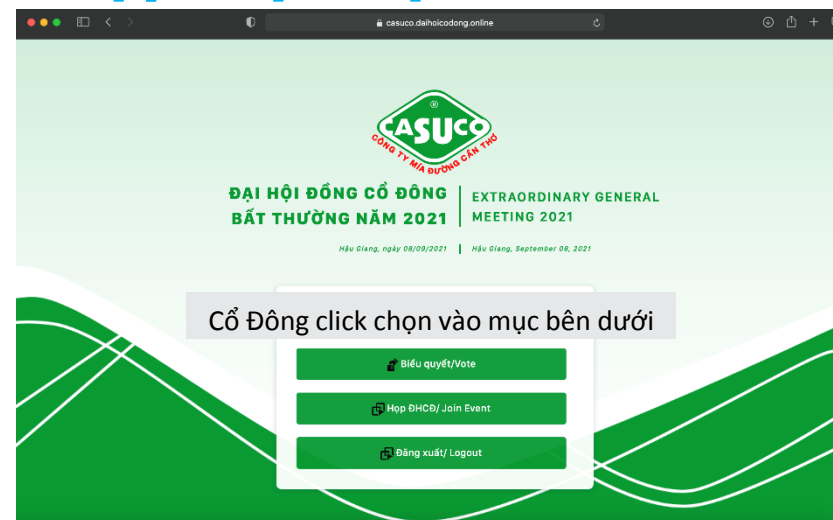 casuco.daihoicodong.online
®
CASUCO
CÔNG TY MÍA ĐƯỜNG CẦN THƠ
ĐẠI HỘI ĐỒNG CỔ ĐÔNG
BẤT THƯỜNG NĂM 2021
EXTRAORDINARY GENERAL
MEETING 2021
Hậu Giang, ngày 08/09/2021
Hậu Giang, September 08, 2021
Cổ Đông click chọn vào mục bên dưới
Biểu quyết/Vote
Họp ĐHCĐ/ Join Event
Đăng xuất/ Logout